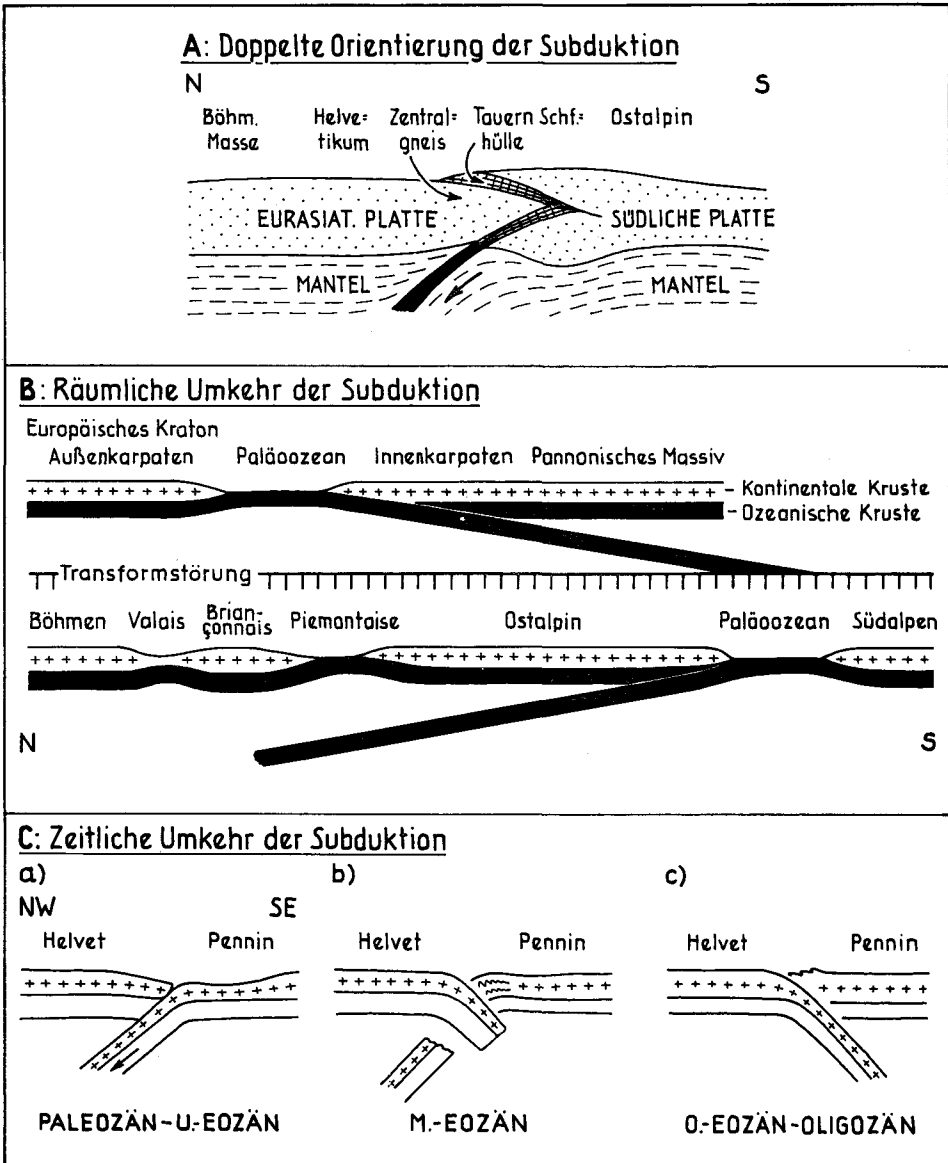 A: Doppelte Orientierung der Subduktion
N S
Böhm. Helve= Zentral= Tauern Schf.= Ostalpin
Masse tikum gneis hülle
EURASIAT. PLATTE SÜDLICHE PLATTE
MANTEL MANTEL
B: Räumliche Umkehr der Subduktion
Europäisches Kraton
Außenkarpaten Paläoozean Innenkarpaten Pannonisches Massiv
Kontinentale Kruste
Ozeanische Kruste
Transformstörung
Böhmen Valais Brian- Piemontaise Ostalpin Paläoozean Südalpen
çonnais
N S
C: Zeitliche Umkehr der Subduktion
a) b) c)
NW SE
Helvet Pennin Helvet Pennin Helvet Pennin
PALEOZÄN-U.-EOZÄN M.-EOZÄN O.-EOZÄN-OLIGOZÄN